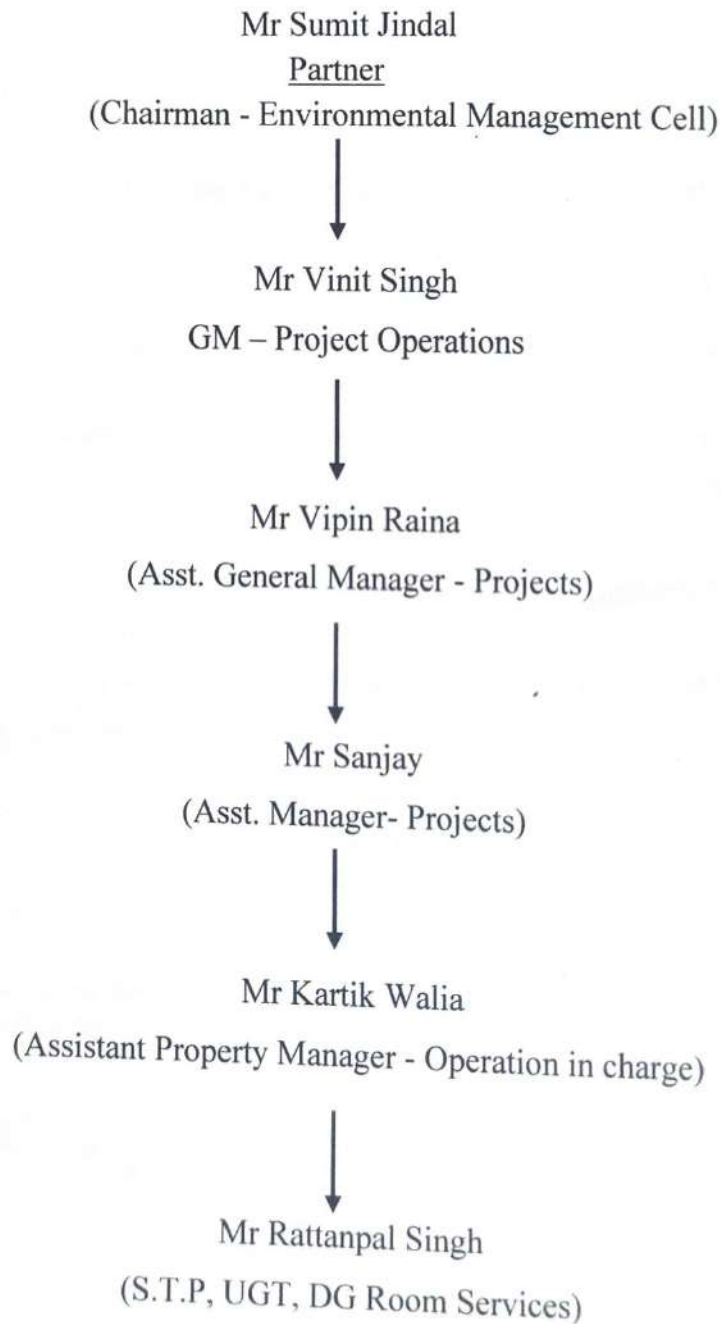 Mr Sumit Jindal
Partner
(Chairman - Environmental Management Cell)
Mr Vinit Singh
GM – Project Operations
Mr Vipin Raina
(Asst. General Manager - Projects)
Mr Sanjay
(Asst. Manager- Projects)
Mr Kartik Walia
(Assistant Property Manager - Operation in charge)
Mr Rattanpal Singh
(S.T.P, UGT, DG Room Services)